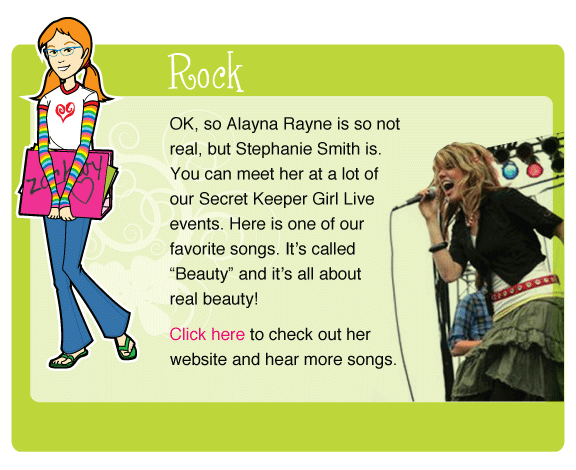 Rock
OK, so Alayna Rayne is so not
real, but Stephanie Smith is.
You can meet her at a lot of
our Secret Keeper Girl Live
events. Here is one of our
favorite songs. It’s called
“Beauty” and it’s all about
real beauty!
Click here to check out her
website and hear more songs.